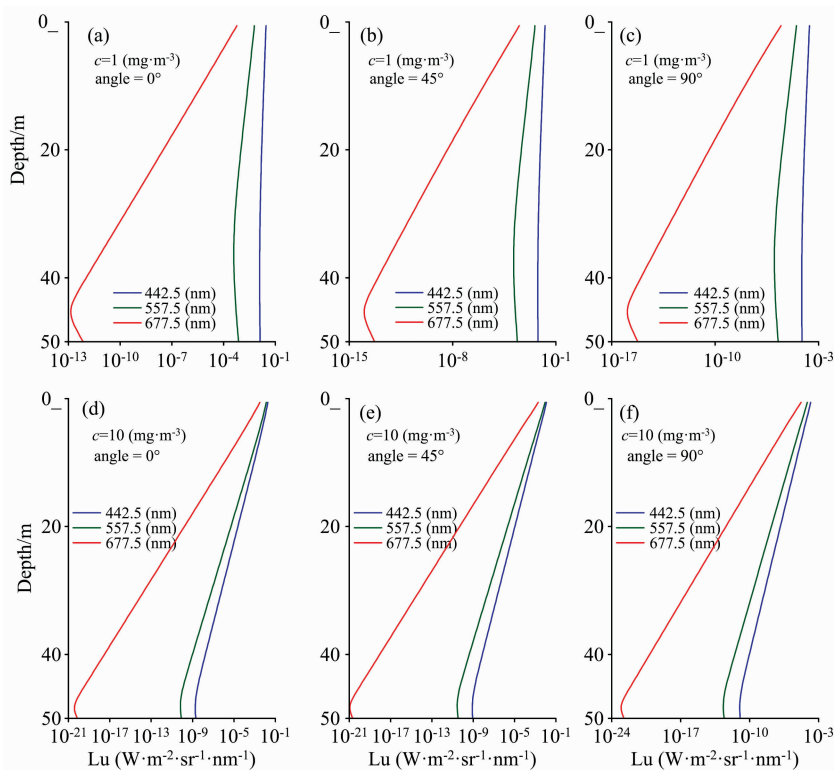 (a)
c=1 (mg·m⁻³)
angle = 0°
0
20
40
50
Depth/m
442.5 (nm)
557.5 (nm)
677.5 (nm)
10⁻¹³ 10⁻¹⁰ 10⁻⁷ 10⁻⁴ 10⁻¹
(b)
c=1 (mg·m⁻³)
angle = 45°
0
20
40
50
442.5 (nm)
557.5 (nm)
677.5 (nm)
10⁻¹⁵ 10⁻⁸ 10⁻¹
(c)
c=1 (mg·m⁻³)
angle = 90°
0
20
40
50
442.5 (nm)
557.5 (nm)
677.5 (nm)
10⁻¹⁷ 10⁻¹⁰ 10⁻³
(d)
c=10 (mg·m⁻³)
angle = 0°
0
20
40
50
Depth/m
442.5 (nm)
557.5 (nm)
677.5 (nm)
10⁻²¹ 10⁻¹⁷ 10⁻¹³ 10⁻⁹ 10⁻⁵ 10⁻¹
Lu (W·m⁻²·sr⁻¹·nm⁻¹)
(e)
c=10 (mg·m⁻³)
angle = 45°
0
20
40
50
442.5 (nm)
557.5 (nm)
677.5 (nm)
10⁻²¹ 10⁻¹⁷ 10⁻¹³ 10⁻⁹ 10⁻⁵ 10⁻¹
Lu (W·m⁻²·sr⁻¹·nm⁻¹)
(f)
c=10 (mg·m⁻³)
angle = 90°
0
20
40
50
442.5 (nm)
557.5 (nm)
677.5 (nm)
10⁻²⁴ 10⁻¹⁷ 10⁻¹⁰ 10⁻³
Lu (W·m⁻²·sr⁻¹·nm⁻¹)